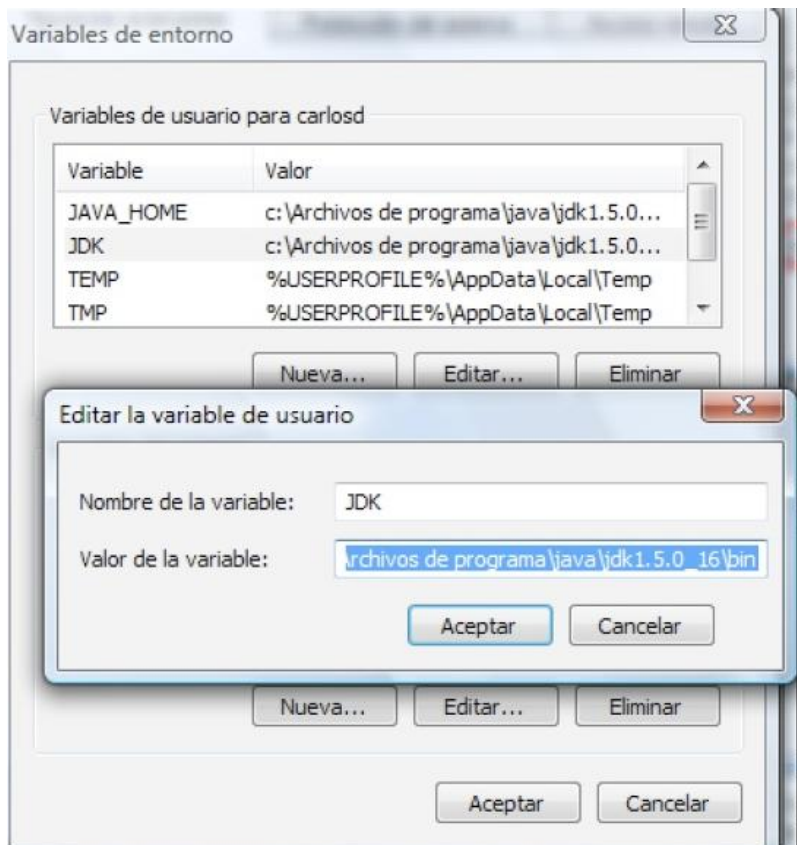 Variables de entorno
Variables de usuario para carlosd
Variable Valor
JAVA_HOME c:\Archivos de programa\java\jdk1.5.0...
JDK c:\Archivos de programa\java\jdk1.5.0...
TEMP %USERPROFILE%\AppData\Local\Temp
TMP %USERPROFILE%\AppData\Local\Temp
Nueva... Editar... Eliminar
Editar la variable de usuario
Nombre de la variable: JDK
Valor de la variable: \rchivos de programa\java\jdk1.5.0_16\bin
Aceptar Cancelar
Nueva... Editar... Eliminar
Aceptar Cancelar